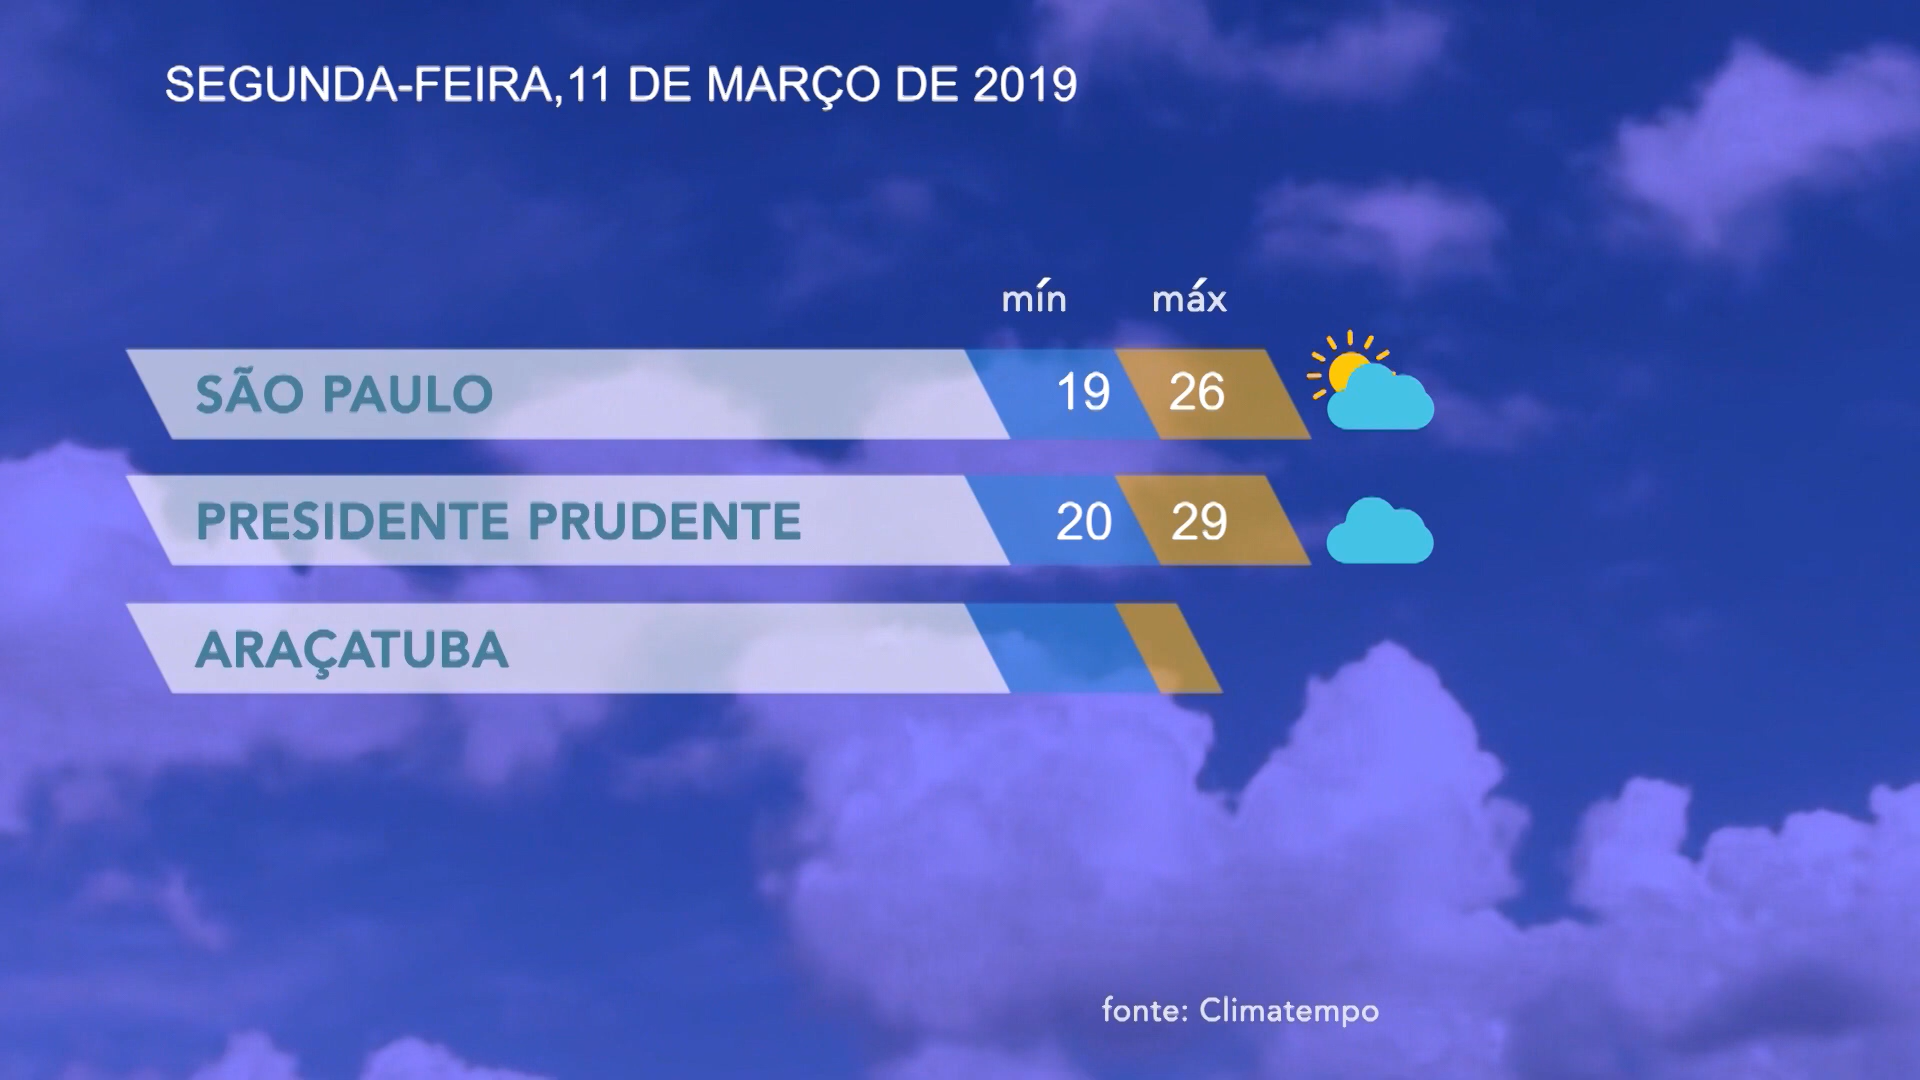 SEGUNDA-FEIRA,11 DE MARÇO DE 2019
mín máx
SÃO PAULO 19 26
PRESIDENTE PRUDENTE 20 29
ARAÇATUBA
fonte: Climatempo